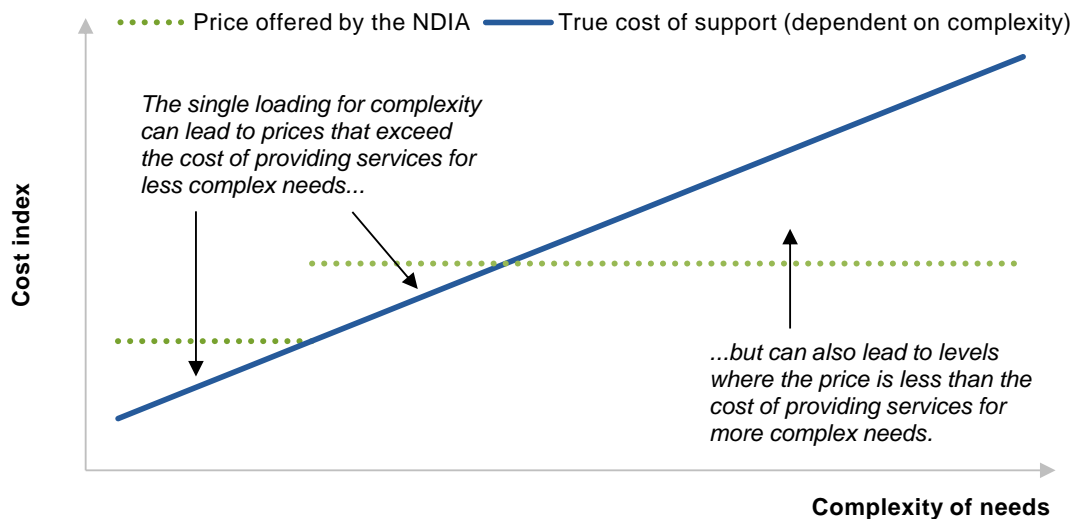 Price offered by the NDIA
True cost of support (dependent on complexity)
The single loading for complexity
can lead to prices that exceed
the cost of providing services for
less complex needs...
Cost index
...but can also lead to levels
where the price is less than the
cost of providing services for
more complex needs.
Complexity of needs